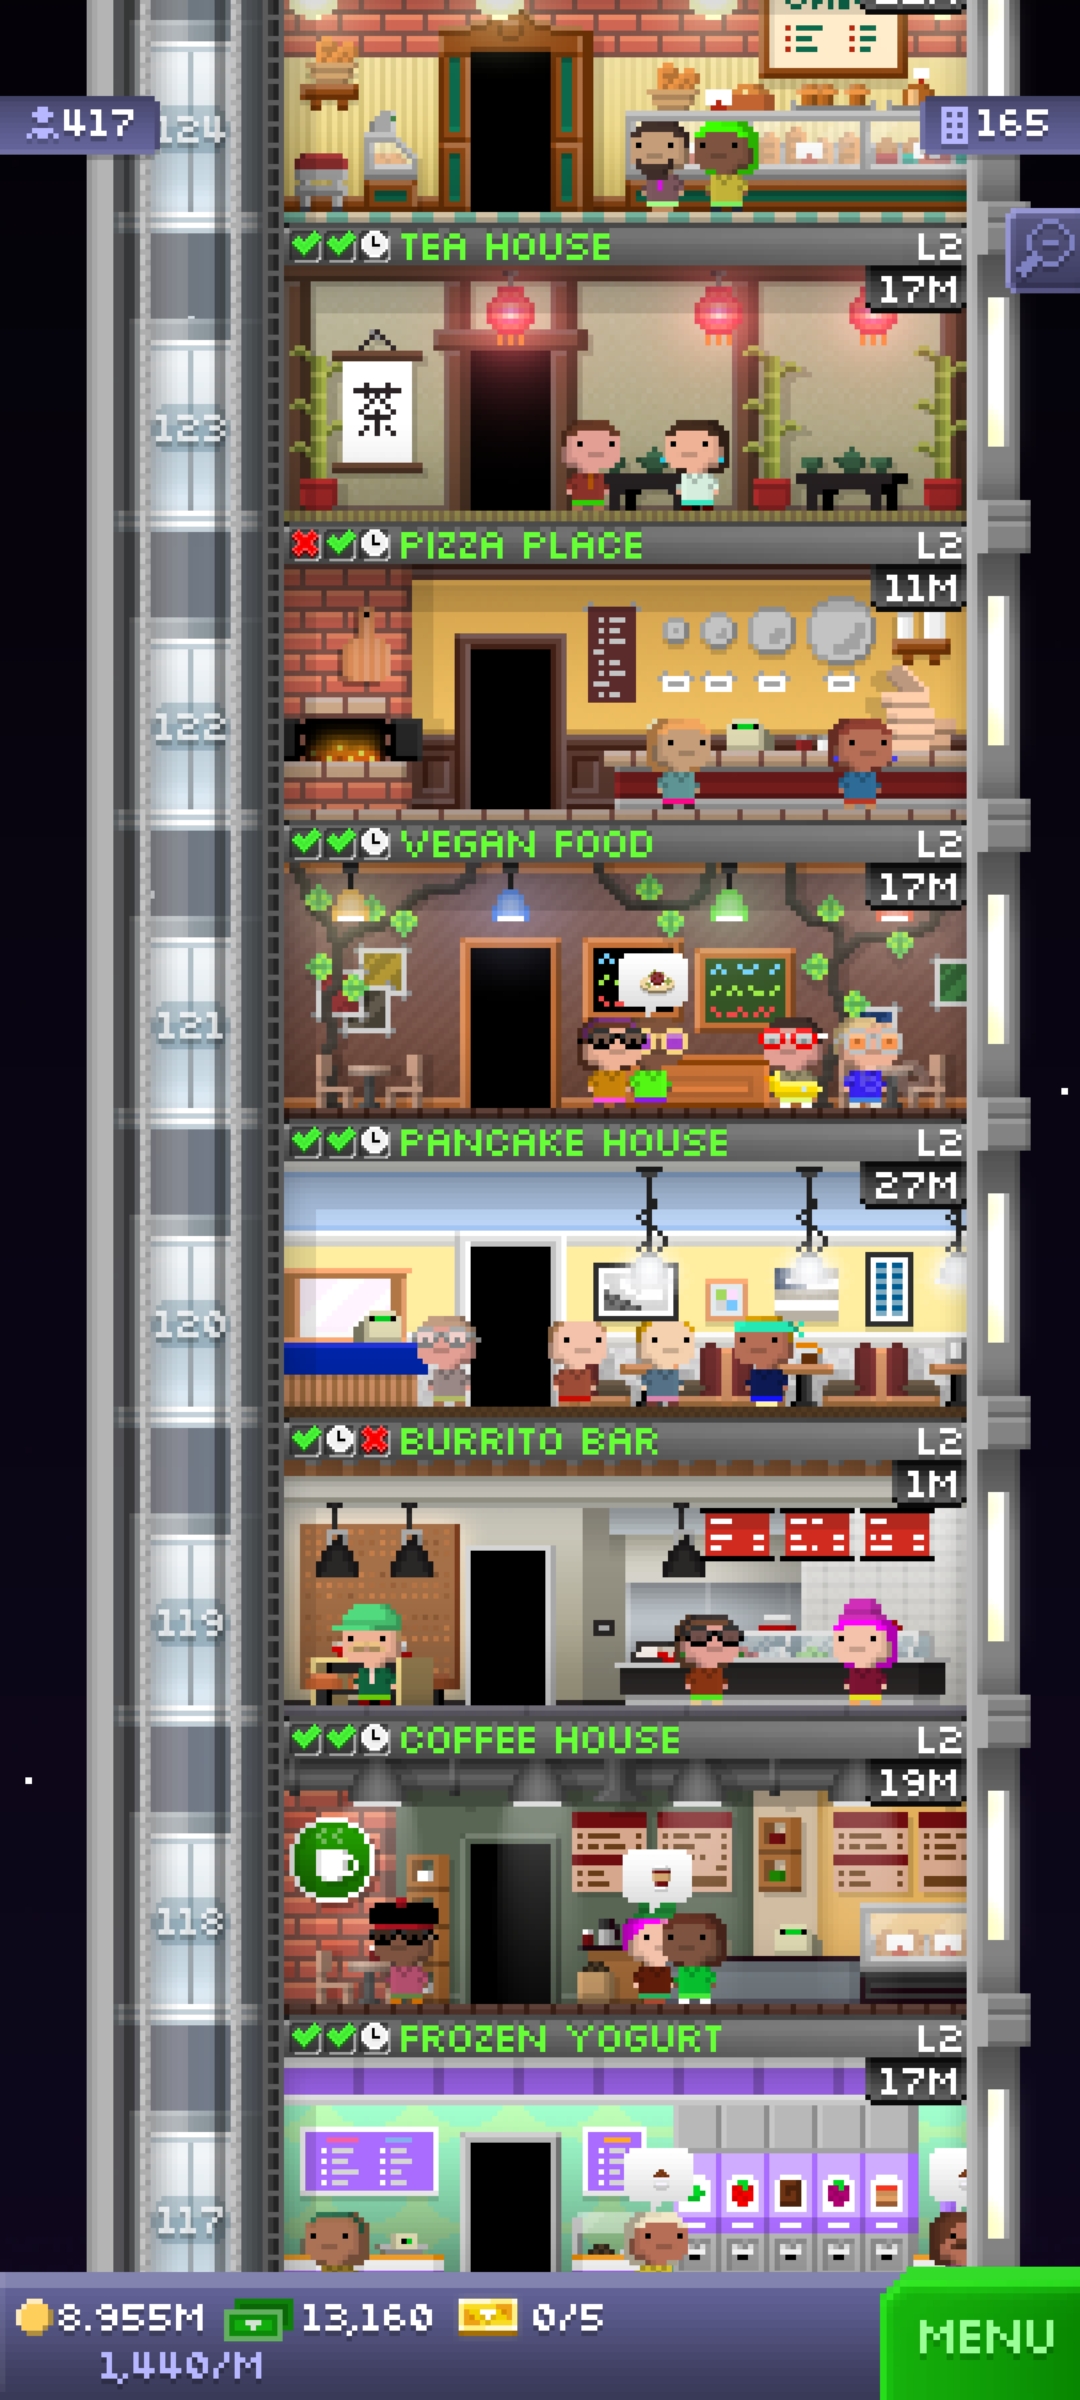 417
124
165
TEA HOUSE L2
17M
茶
123
PIZZA PLACE L2
11M
122
VEGAN FOOD L2
17M
121
PANCAKE HOUSE L2
27M
120
BURRITO BAR L2
1M
119
COFFEE HOUSE L2
19M
118
FROZEN YOGURT L2
17M
117
8.955M 13,160 0/5
1,440/M
MENU